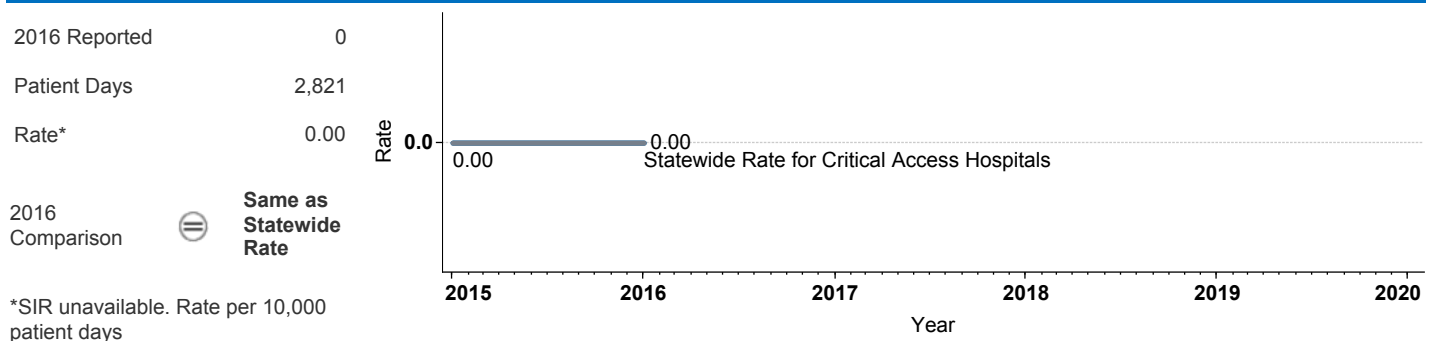 2016 Reported 0
Patient Days 2,821
Rate* 0.00
2016
Comparison
Same as
Statewide
Rate
*SIR unavailable. Rate per 10,000
patient days
Rate
0.0
0.00
0.00
Statewide Rate for Critical Access Hospitals
2015 2016 2017 2018 2019 2020
Year